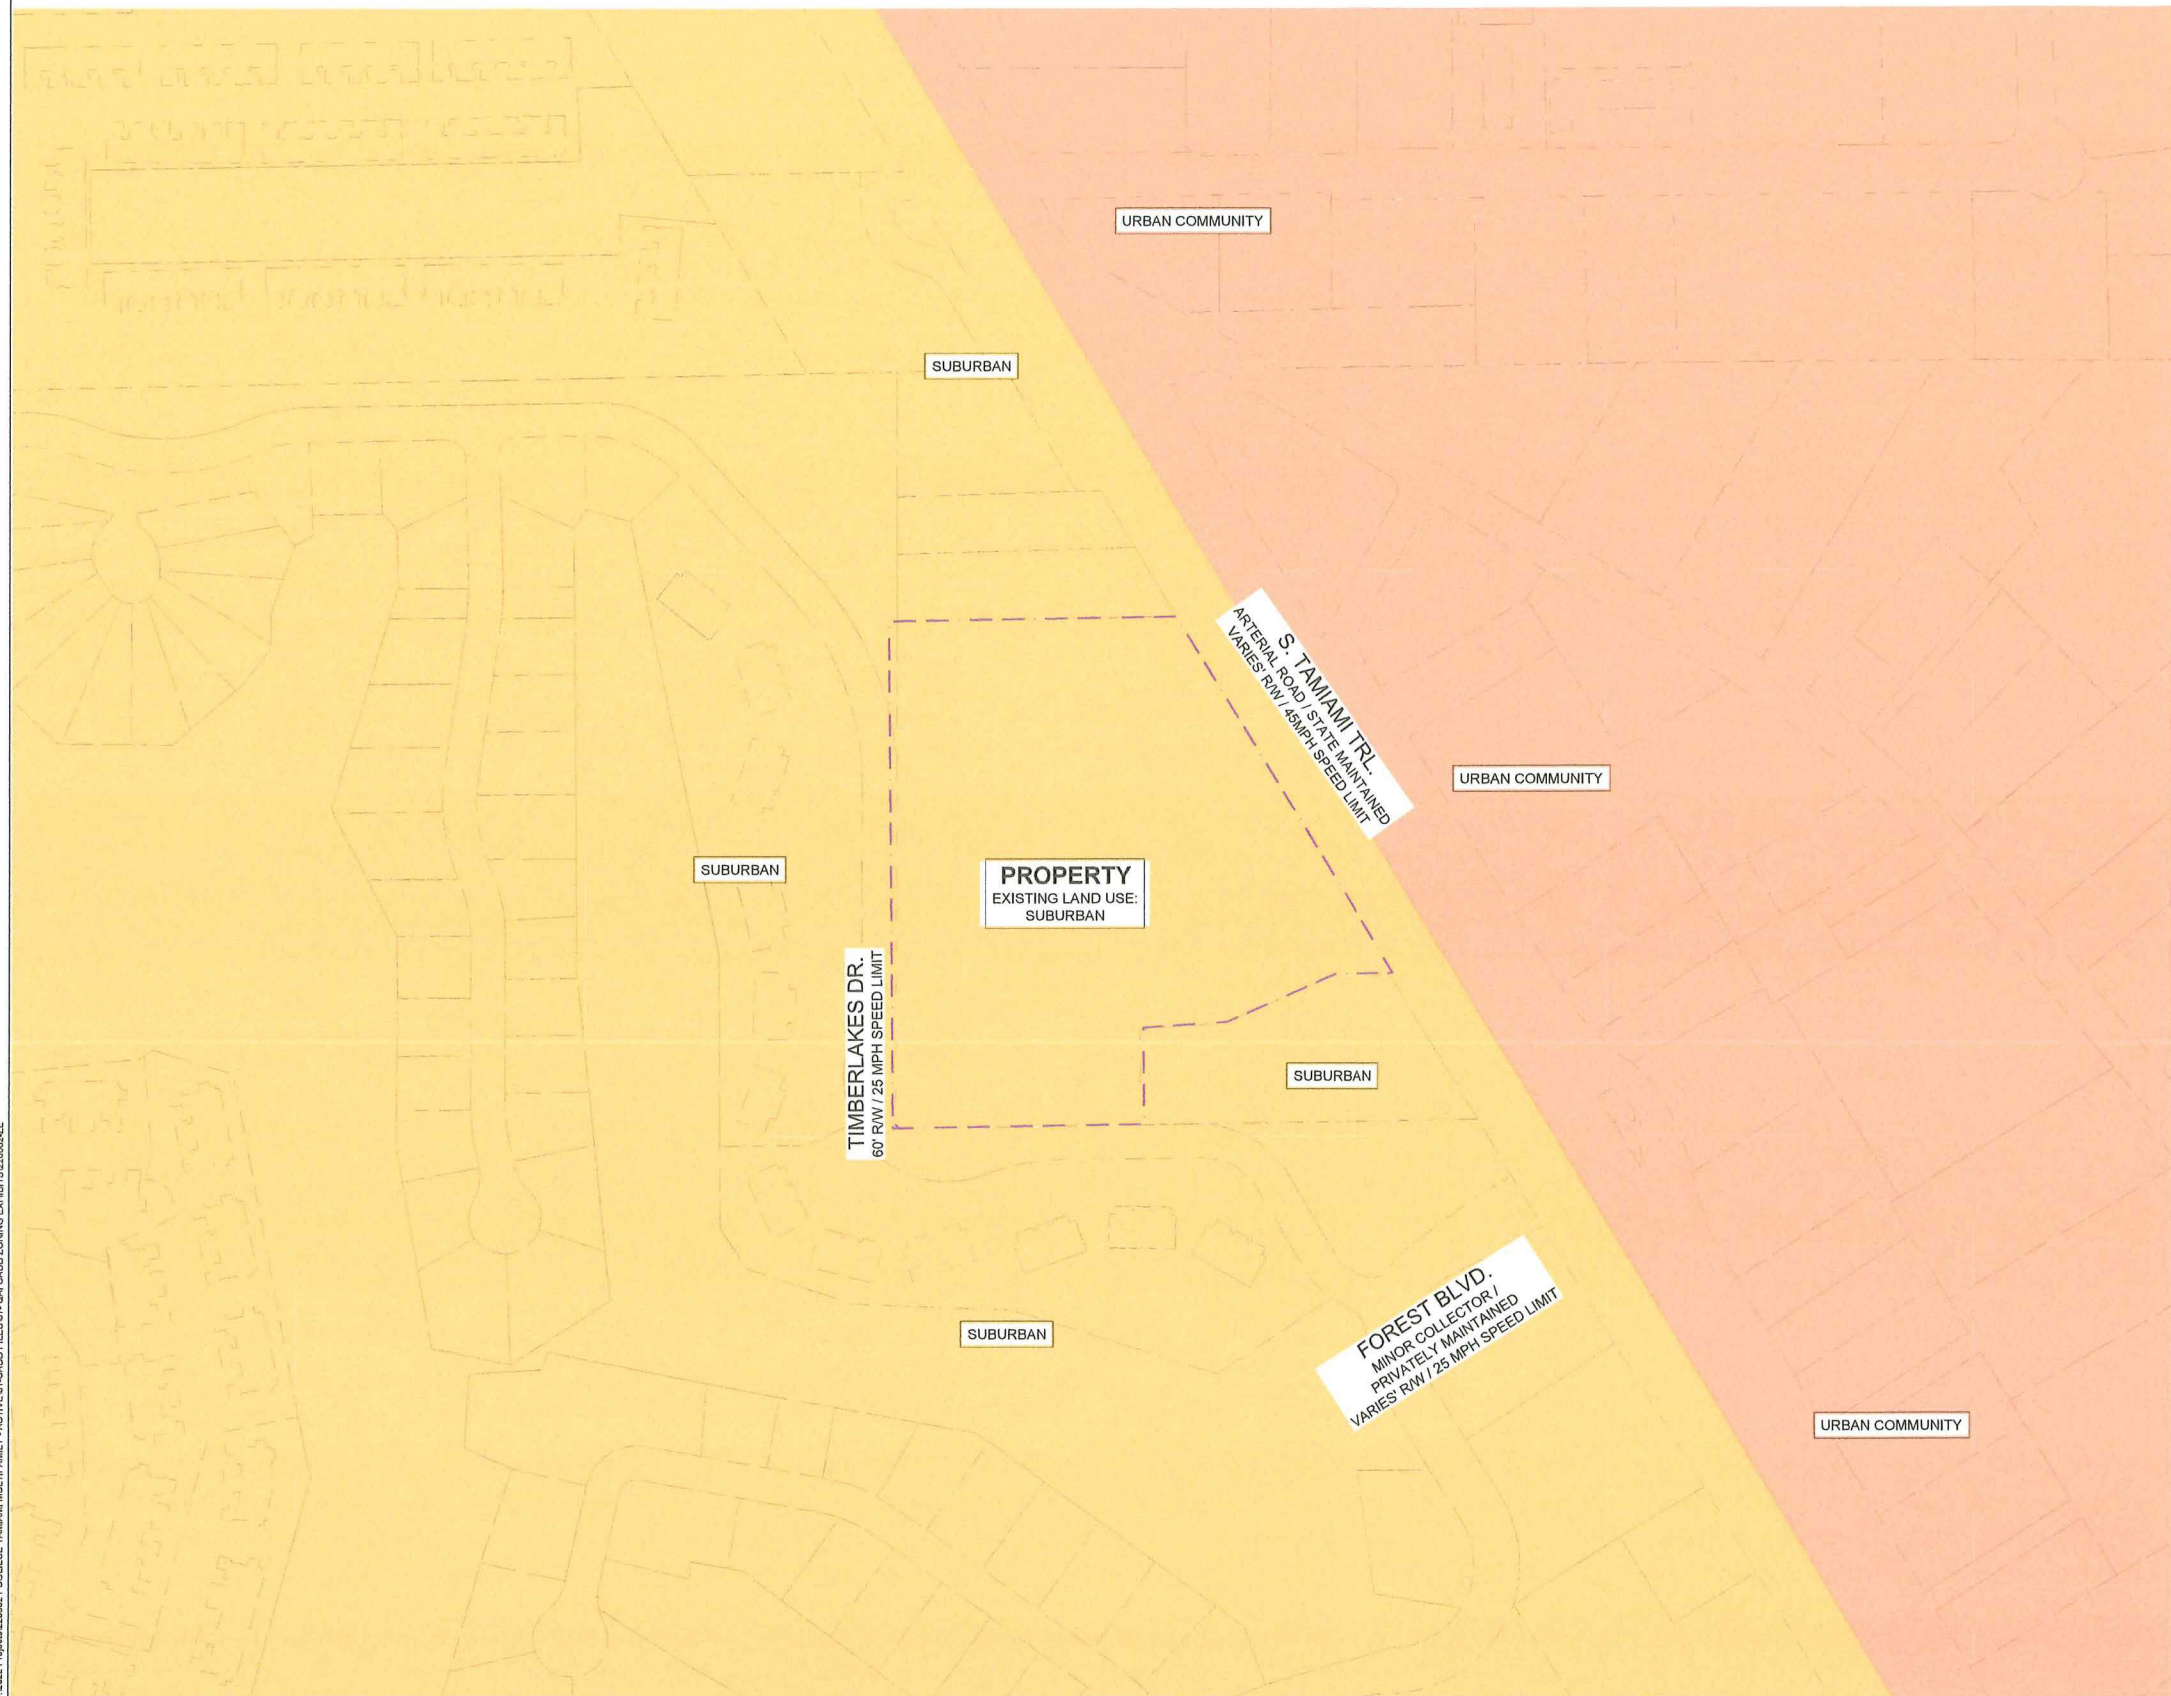 URBAN COMMUNITY
SUBURBAN
S. TAMIAMI TRL.
ARTERIAL ROAD / STATE MAINTAINED
VARIES' R/W / 45MPH SPEED LIMIT
URBAN COMMUNITY
SUBURBAN
PROPERTY
EXISTING LAND USE:
SUBURBAN
TIMBERLAKES DR.
60' R/W / 25 MPH SPEED LIMIT
SUBURBAN
FOREST BLVD.
MINOR COLLECTOR /
PRIVATELY MAINTAINED
VARIES' R/W / 25 MPH SPEED LIMIT
SUBURBAN
URBAN COMMUNITY